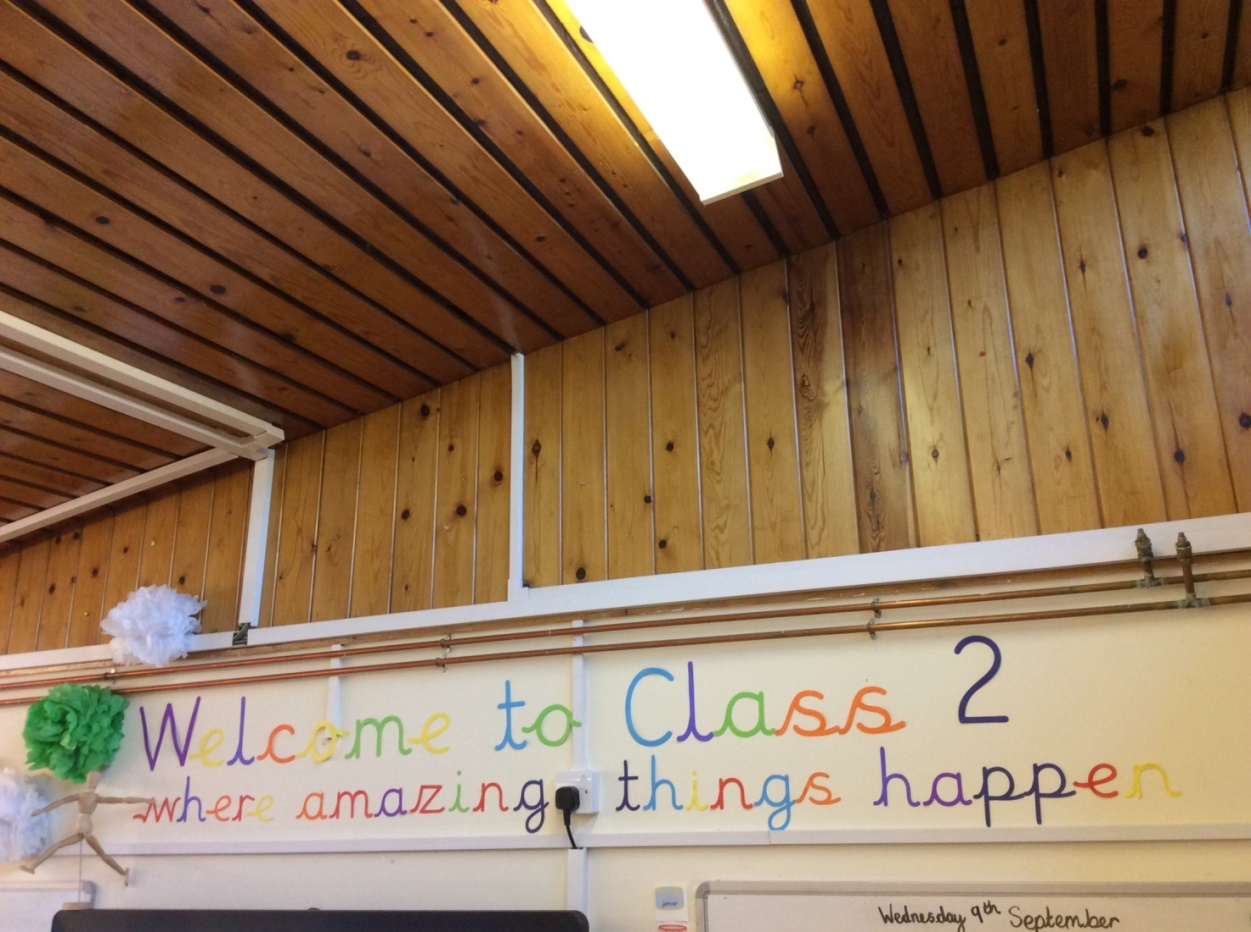 Welcome to Class 2
where amazing things happen
Wednesday 9th September